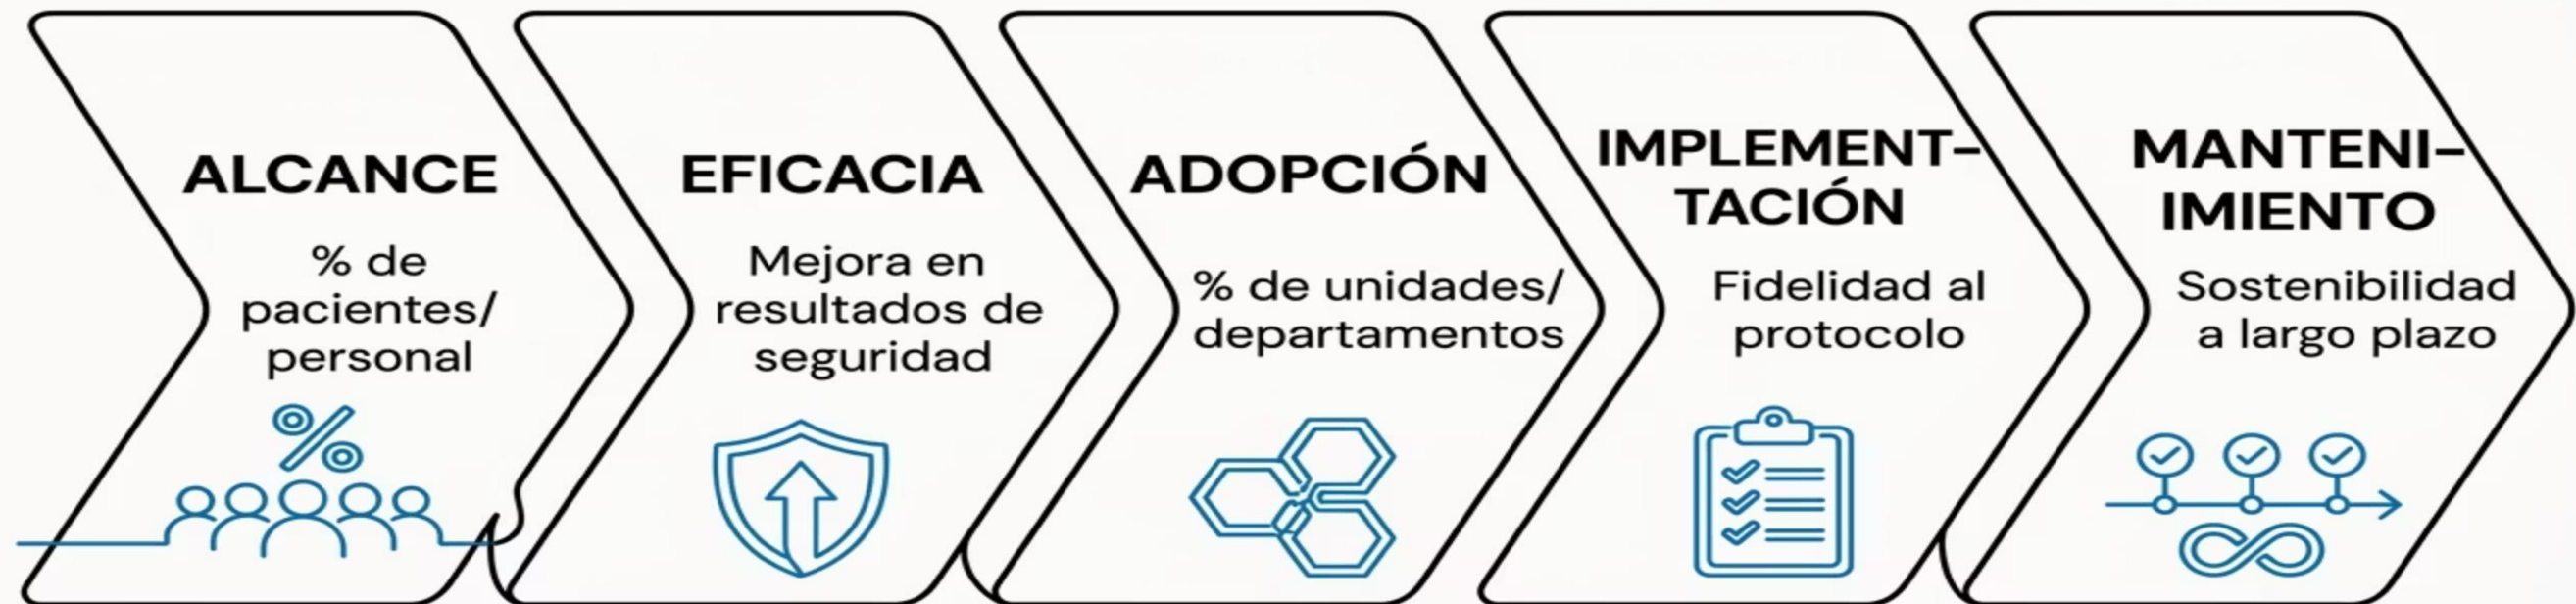 ALCANCE
% de
pacientes/
personal
EFICACIA
Mejora en
resultados de
seguridad
ADOPCIÓN
% de unidades/
departamentos
IMPLEMENT-
TACIÓN
Fidelidad al
protocolo
MANTENI-
IMIENTO
Sostenibilidad
a largo plazo
%